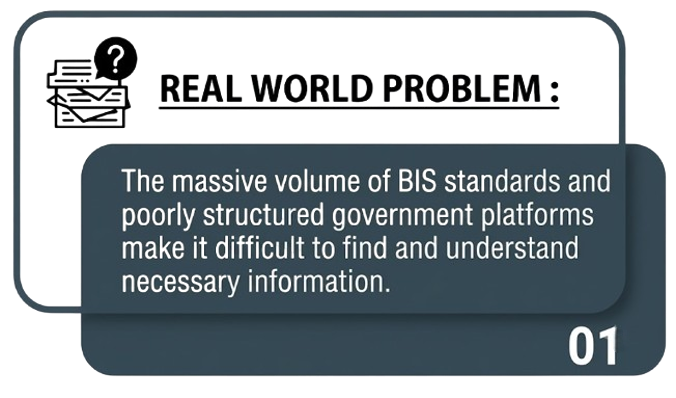 ?
REAL WORLD PROBLEM :
The massive volume of BIS standards and
poorly structured government platforms
make it difficult to find and understand
necessary information.
01